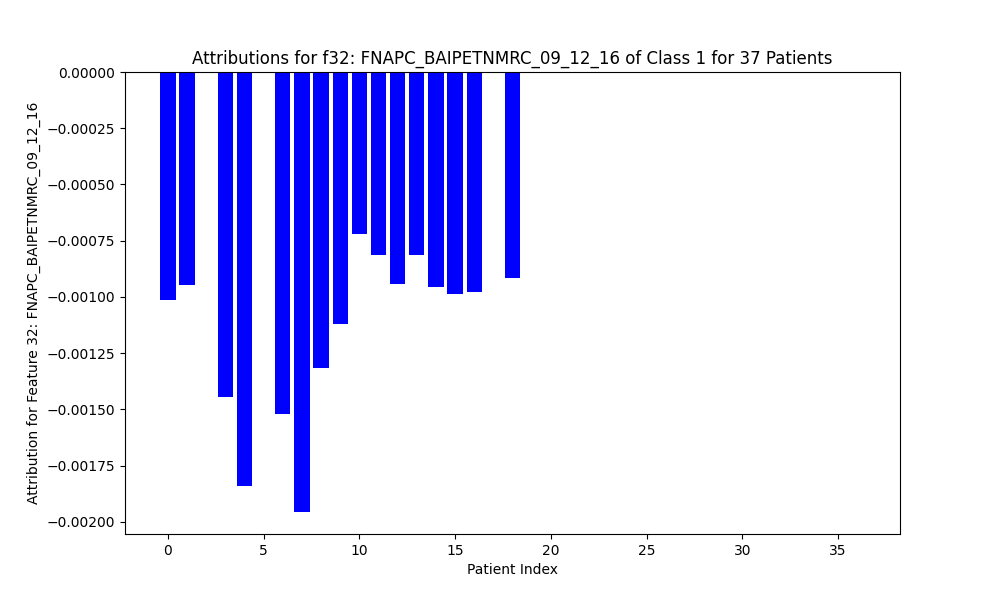 Attributions for f32: FNAPC_BAIPETNMRC_09_12_16 of Class 1 for 37 Patients
Attribution for Feature 32: FNAPC_BAIPETNMRC_09_12_16
0.00000
−0.00025
−0.00050
−0.00075
−0.00100
−0.00125
−0.00150
−0.00175
−0.00200
0 5 10 15 20 25 30 35
Patient Index